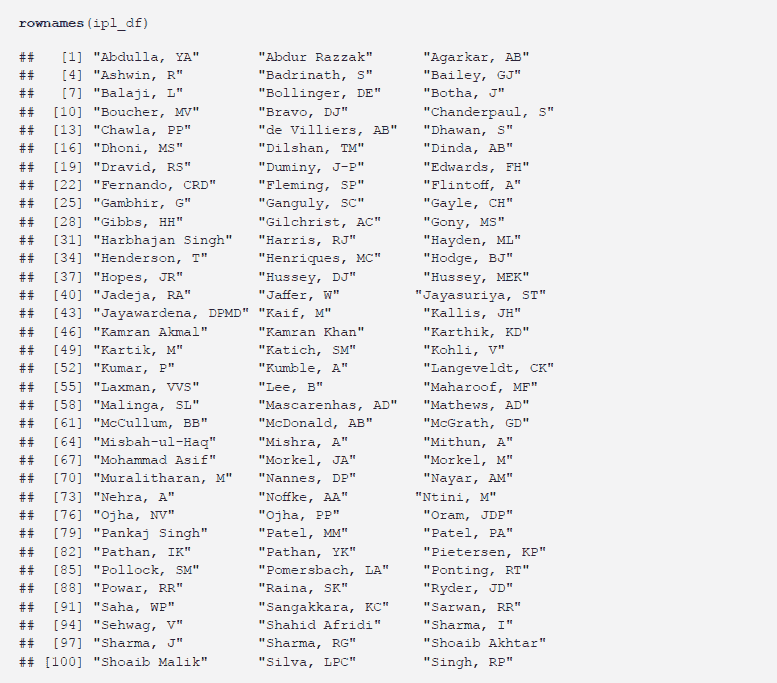 rownames(ipl_df)
##   [1] "Abdulla, YA"       "Abdur Razzak"      "Agarkar, AB"
##   [4] "Ashwin, R"         "Badrinath, S"      "Bailey, GJ"
##   [7] "Balaji, L"         "Bollinger, DE"     "Botha, J"
##  [10] "Boucher, MV"       "Bravo, DJ"         "Chanderpaul, S"
##  [13] "Chawla, PP"        "de Villiers, AB"   "Dhawan, S"
##  [16] "Dhoni, MS"         "Dilshan, TM"       "Dinda, AB"
##  [19] "Dravid, RS"        "Duminy, J-P"       "Edwards, FH"
##  [22] "Fernando, CRD"     "Fleming, SP"       "Flintoff, A"
##  [25] "Gambhir, G"        "Ganguly, SC"       "Gayle, CH"
##  [28] "Gibbs, HH"         "Gilchrist, AC"     "Gony, MS"
##  [31] "Harbhajan Singh"   "Harris, RJ"        "Hayden, ML"
##  [34] "Henderson, T"      "Henriques, MC"     "Hodge, BJ"
##  [37] "Hopes, JR"         "Hussey, DJ"        "Hussey, MEK"
##  [40] "Jadeja, RA"        "Jaffer, W"         "Jayasuriya, ST"
##  [43] "Jayawardena, DPMD" "Kaif, M"           "Kallis, JH"
##  [46] "Kamran Akmal"      "Kamran Khan"       "Karthik, KD"
##  [49] "Kartik, M"         "Katich, SM"        "Kohli, V"
##  [52] "Kumar, P"          "Kumble, A"         "Langeveldt, CK"
##  [55] "Laxman, VVS"       "Lee, B"            "Maharoof, MF"
##  [58] "Malinga, SL"       "Mascarenhas, AD"   "Mathews, AD"
##  [61] "McCullum, BB"      "McDonald, AB"      "McGrath, GD"
##  [64] "Misbah-ul-Haq"     "Mishra, A"         "Mithun, A"
##  [67] "Mohammad Asif"     "Morkel, JA"        "Morkel, M"
##  [70] "Muralitharan, M"   "Nannes, DP"        "Nayar, AM"
##  [73] "Nehra, A"          "Noffke, AA"        "Ntini, M"
##  [76] "Ojha, NV"          "Ojha, PP"          "Oram, JDP"
##  [79] "Pankaj Singh"      "Patel, MM"         "Patel, PA"
##  [82] "Pathan, IK"        "Pathan, YK"        "Pietersen, KP"
##  [85] "Pollock, SM"       "Pomersbach, LA"    "Ponting, RT"
##  [88] "Powar, RR"         "Raina, SK"         "Ryder, JD"
##  [91] "Saha, WP"          "Sangakkara, KC"    "Sarwan, RR"
##  [94] "Sehwag, V"         "Shahid Afridi"     "Sharma, I"
##  [97] "Sharma, J"         "Sharma, RG"        "Shoaib Akhtar"
## [100] "Shoaib Malik"      "Silva, LPC"        "Singh, RP"